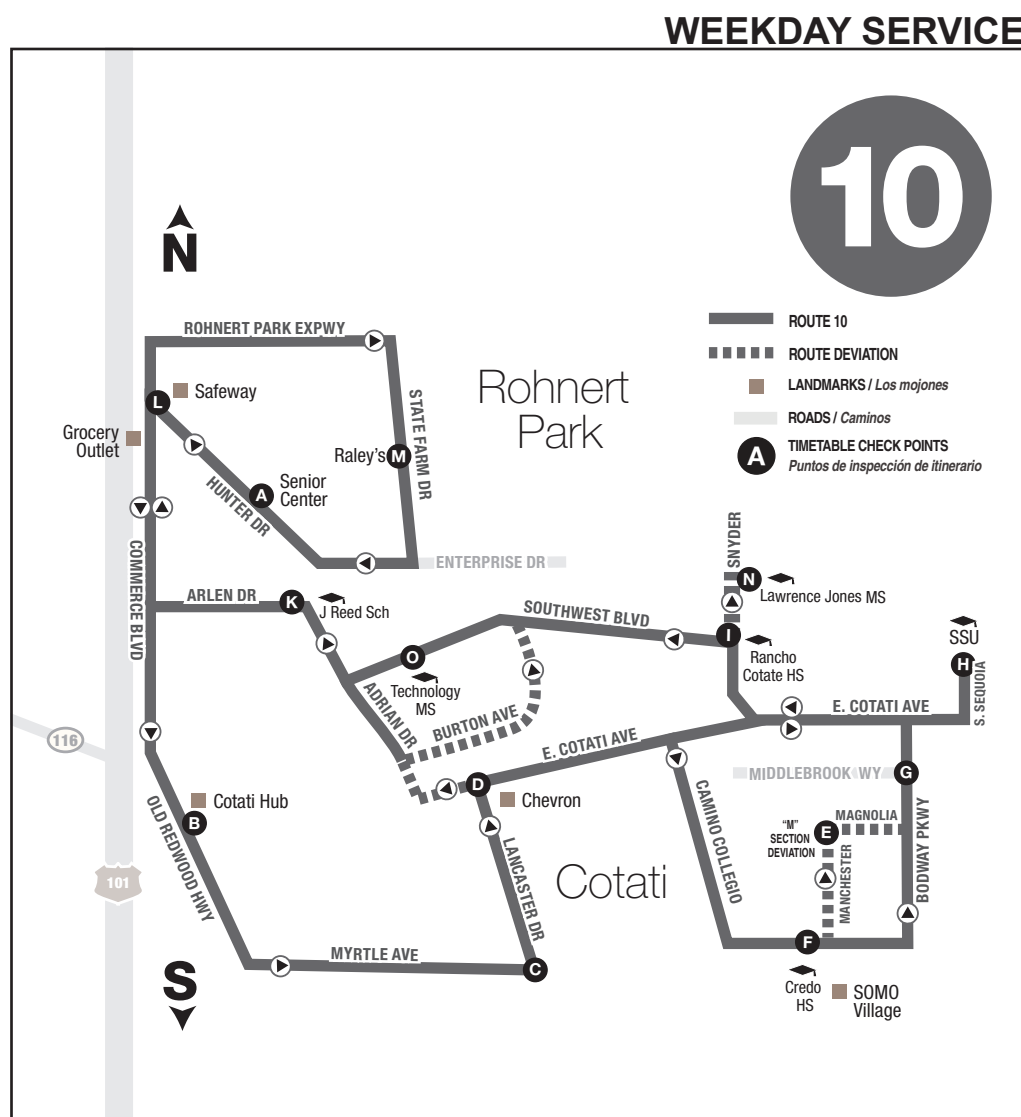 WEEKDAY SERVICE
10
N
ROUTE 10
ROUTE DEVIATION
LANDMARKS / Los mojones
ROADS / Caminos
A
TIMETABLE CHECK POINTS
Puntos de inspección de itinerario
ROHNERT PARK EXPWY
L
Safeway
Grocery
Outlet
STATE FARM DR
Rohnert
Park
Raley's
M
A
Senior
Center
HUNTER DR
COMMERCE BLVD
ENTERPRISE DR
SNYDER
N
Lawrence Jones MS
ARLEN DR
K
J Reed Sch
SOUTHWEST BLVD
I
Rancho
Cotate HS
SSU
H
S. SEQUOIA
O
Technology
MS
ADRIAN DR
BURTON AVE
E. COTATI AVE
E. COTATI AVE
116
D
Chevron
MIDDLEBROOK WY
G
Cotati Hub
B
OLD REDWOOD HWY
101
LANCASTER DR
Cotati
CAMINO COLLEGIO
"M"
SECTION
DEVIATION
E
MAGNOLIA
MANCHESTER
BODWAY PKWY
F
MYRTLE AVE
C
S
Credo
HS
SOMO
Village